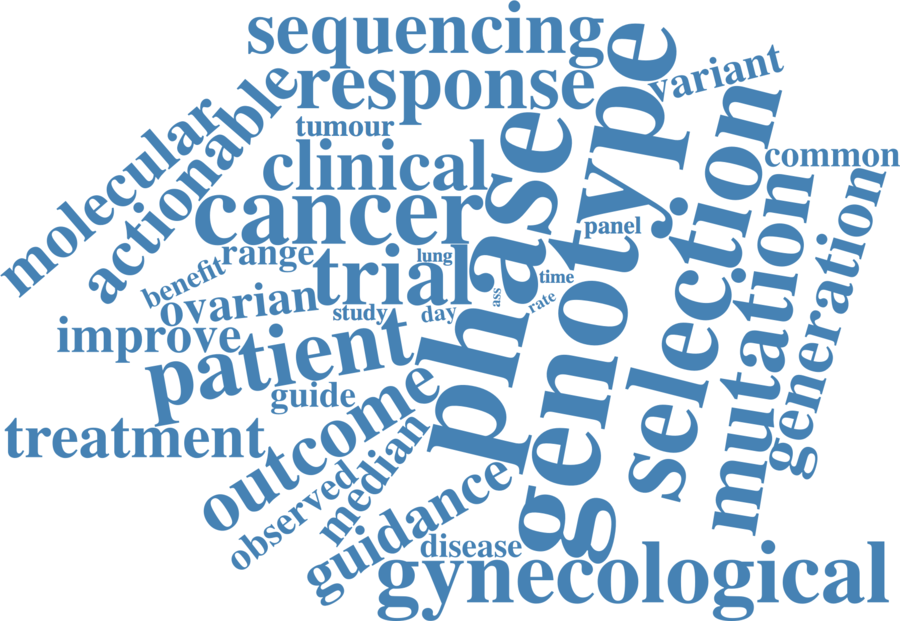 sequencing
response
variant
genotype
actionable
molecular
tumour
phase
selection
clinical
common
cancer
mutation
generation
panel
range
lung
trial
benefit
time
ass
rate
ovarian
study
day
improve
patient
guide
outcome
treatment
median
observed
guidance
disease
gynecological